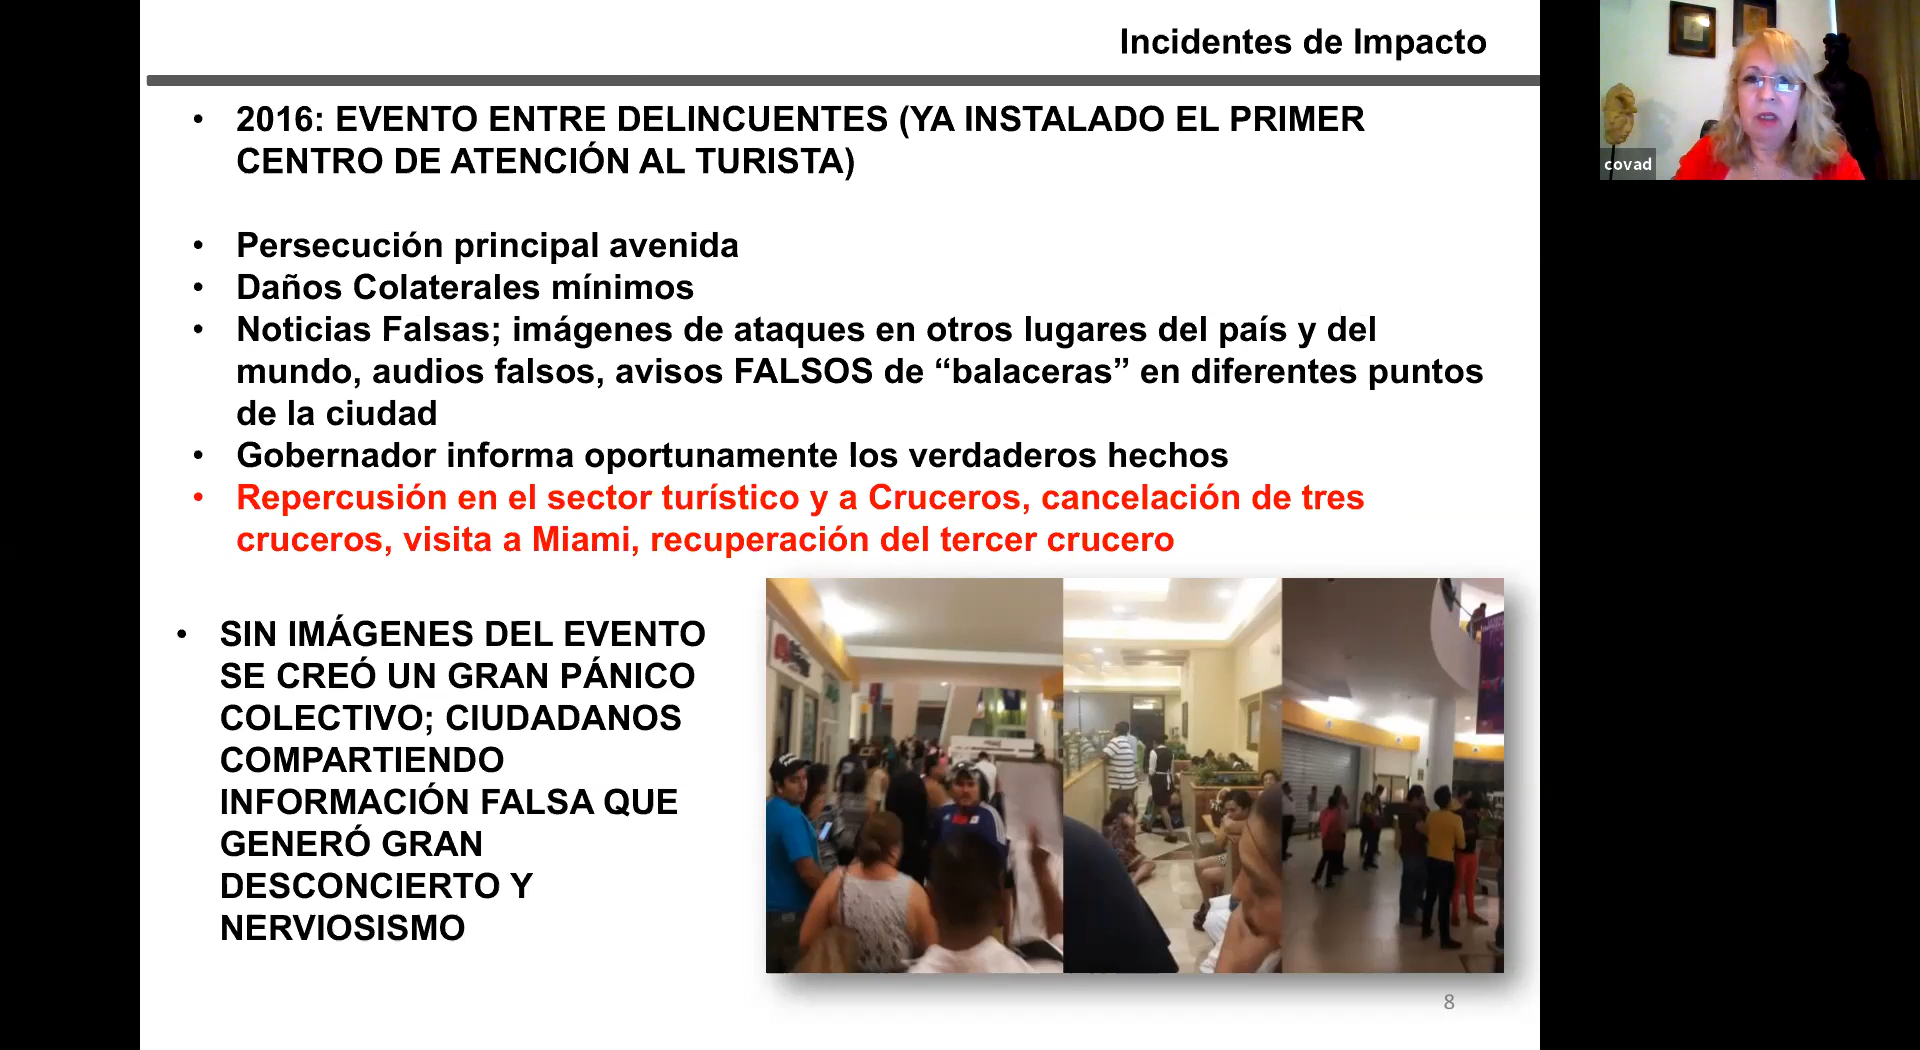 Incidentes de Impacto
• 2016: EVENTO ENTRE DELINCUENTES (YA INSTALADO EL PRIMER
CENTRO DE ATENCIÓN AL TURISTA)
• Persecución principal avenida
• Daños Colaterales mínimos
• Noticias Falsas; imágenes de ataques en otros lugares del país y del
mundo, audios falsos, avisos FALSOS de “balaceras” en diferentes puntos
de la ciudad
• Gobernador informa oportunamente los verdaderos hechos
• Repercusión en el sector turístico y a Cruceros, cancelación de tres
cruceros, visita a Miami, recuperación del tercer crucero
• SIN IMÁGENES DEL EVENTO
SE CREÓ UN GRAN PÁNICO
COLECTIVO; CIUDADANOS
COMPARTIENDO
INFORMACIÓN FALSA QUE
GENERÓ GRAN
DESCONCIERTO Y
NERVIOSISMO
8
covad